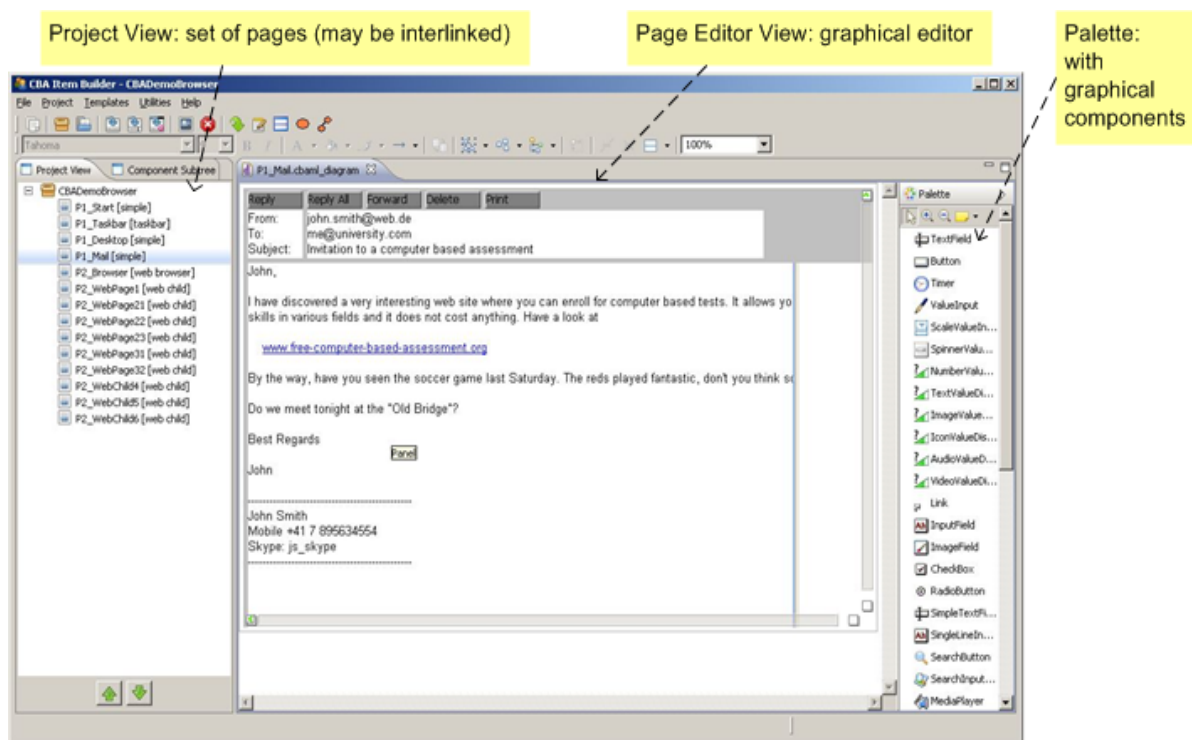 Project View: set of pages (may be interlinked)
Page Editor View: graphical editor
Palette:
with
graphical
components
CBA Item Builder - CBADemoBrowser
File Project Templates Utilities Help
Tahoma
B I A
100%
Project View
Component Subtree
CBADemoBrowser
P1_Start [simple]
P1_Taskbar [taskbar]
P1_Desktop [simple]
P1_Mail [simple]
P2_Browser [web browser]
P2_WebPage1 [web child]
P2_WebPage21 [web child]
P2_WebPage22 [web child]
P2_WebPage23 [web child]
P2_WebPage31 [web child]
P2_WebPage32 [web child]
P2_WebChild4 [web child]
P2_WebChild5 [web child]
P2_WebChild6 [web child]
P1_Mail.cbaml_diagram
Reply Reply All Forward Delete Print
From: john.smith@web.de
To: me@university.com
Subject: Invitation to a computer based assessment
John,
I have discovered a very interesting web site where you can enroll for computer based tests. It allows yo
skills in various fields and it does not cost anything. Have a look at
www.free-computer-based-assessment.org
By the way, have you seen the soccer game last Saturday. The reds played fantastic, don't you think so
Do we meet tonight at the "Old Bridge"?
Best Regards
Panel
John
John Smith
Mobile +41 7 895634554
Skype: js_skype
Palette
TextField
Button
Timer
ValueInput
ScaleValueIn...
SpinnerValu...
NumberValu...
TextValueDi...
ImageValue...
IconValueDis...
AudioValueD...
VideoValueDi...
Link
InputField
ImageField
CheckBox
RadioButton
SimpleTextFi...
SingleLineIn...
SearchButton
SearchInput...
MediaPlayer